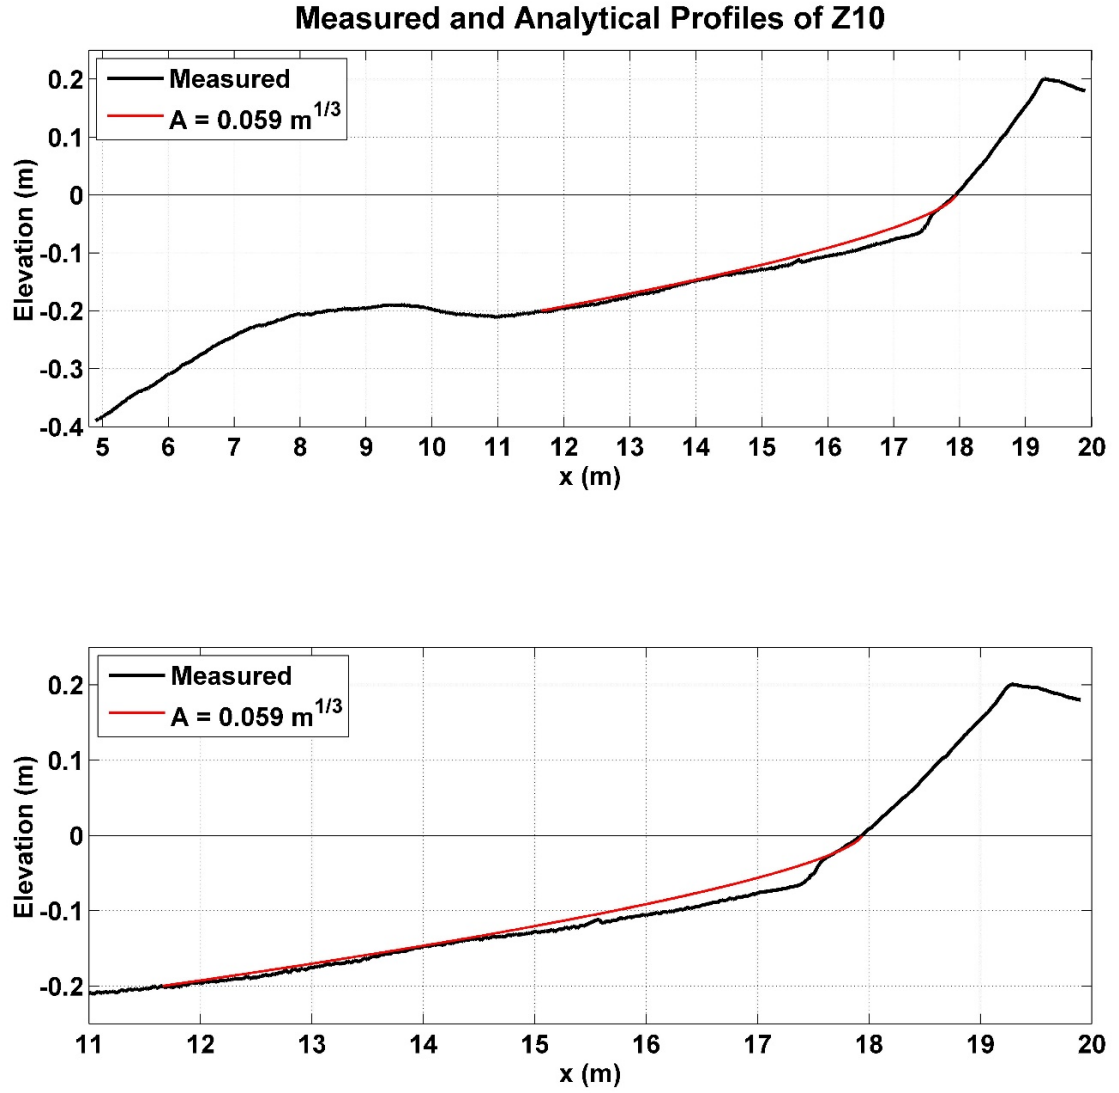 Measured and Analytical Profiles of Z10
Measured
A = 0.059 m^1/3
0.2
0.1
0
-0.1
-0.2
-0.3
-0.4
Elevation (m)
5 6 7 8 9 10 11 12 13 14 15 16 17 18 19 20
x (m)
Measured
A = 0.059 m^1/3
0.2
0.1
0
-0.1
-0.2
Elevation (m)
11 12 13 14 15 16 17 18 19 20
x (m)